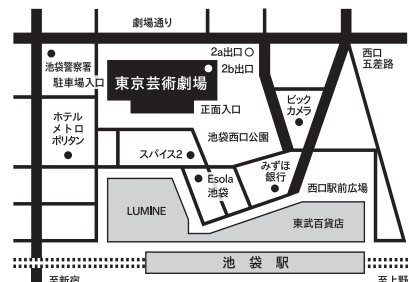 劇場通り
2a出口
西口
五差路
池袋警察署
2b出口
駐車場入口
東京芸術劇場
正面入口
ビック
カメラ
ホテル
メトロ
ポリタン
池袋西口公園
スパイス2
Esola
池袋
みずほ
銀行
西口駅前広場
LUMINE
東武百貨店
池袋駅
至新宿
至上野